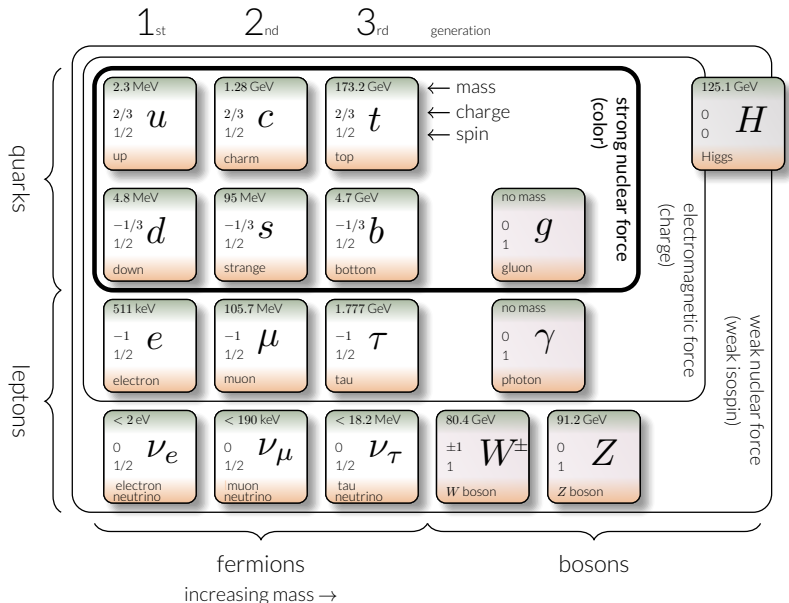 1st 2nd 3rd generation
2.3 MeV
2/3
1/2
u
up
1.28 GeV
2/3
1/2
c
charm
173.2 GeV
2/3
1/2
t
top
← mass
← charge
← spin
strong nuclear force
(color)
125.1 GeV
0
0
H
Higgs
quarks
4.8 MeV
−1/3
1/2
d
down
95 MeV
−1/3
1/2
s
strange
4.7 GeV
−1/3
1/2
b
bottom
no mass
0
1
g
gluon
electromagnetic force
(charge)
511 keV
−1
1/2
e
electron
105.7 MeV
−1
1/2
μ
muon
1.777 GeV
−1
1/2
τ
tau
no mass
0
1
γ
photon
weak nuclear force
(weak isospin)
leptons
< 2 eV
0
1/2
νe
electron
neutrino
< 190 keV
0
1/2
νμ
muon
neutrino
< 18.2 MeV
0
1/2
ντ
tau
neutrino
80.4 GeV
±1
1
W±
W boson
91.2 GeV
0
1
Z
Z boson
fermions
bosons
increasing mass →